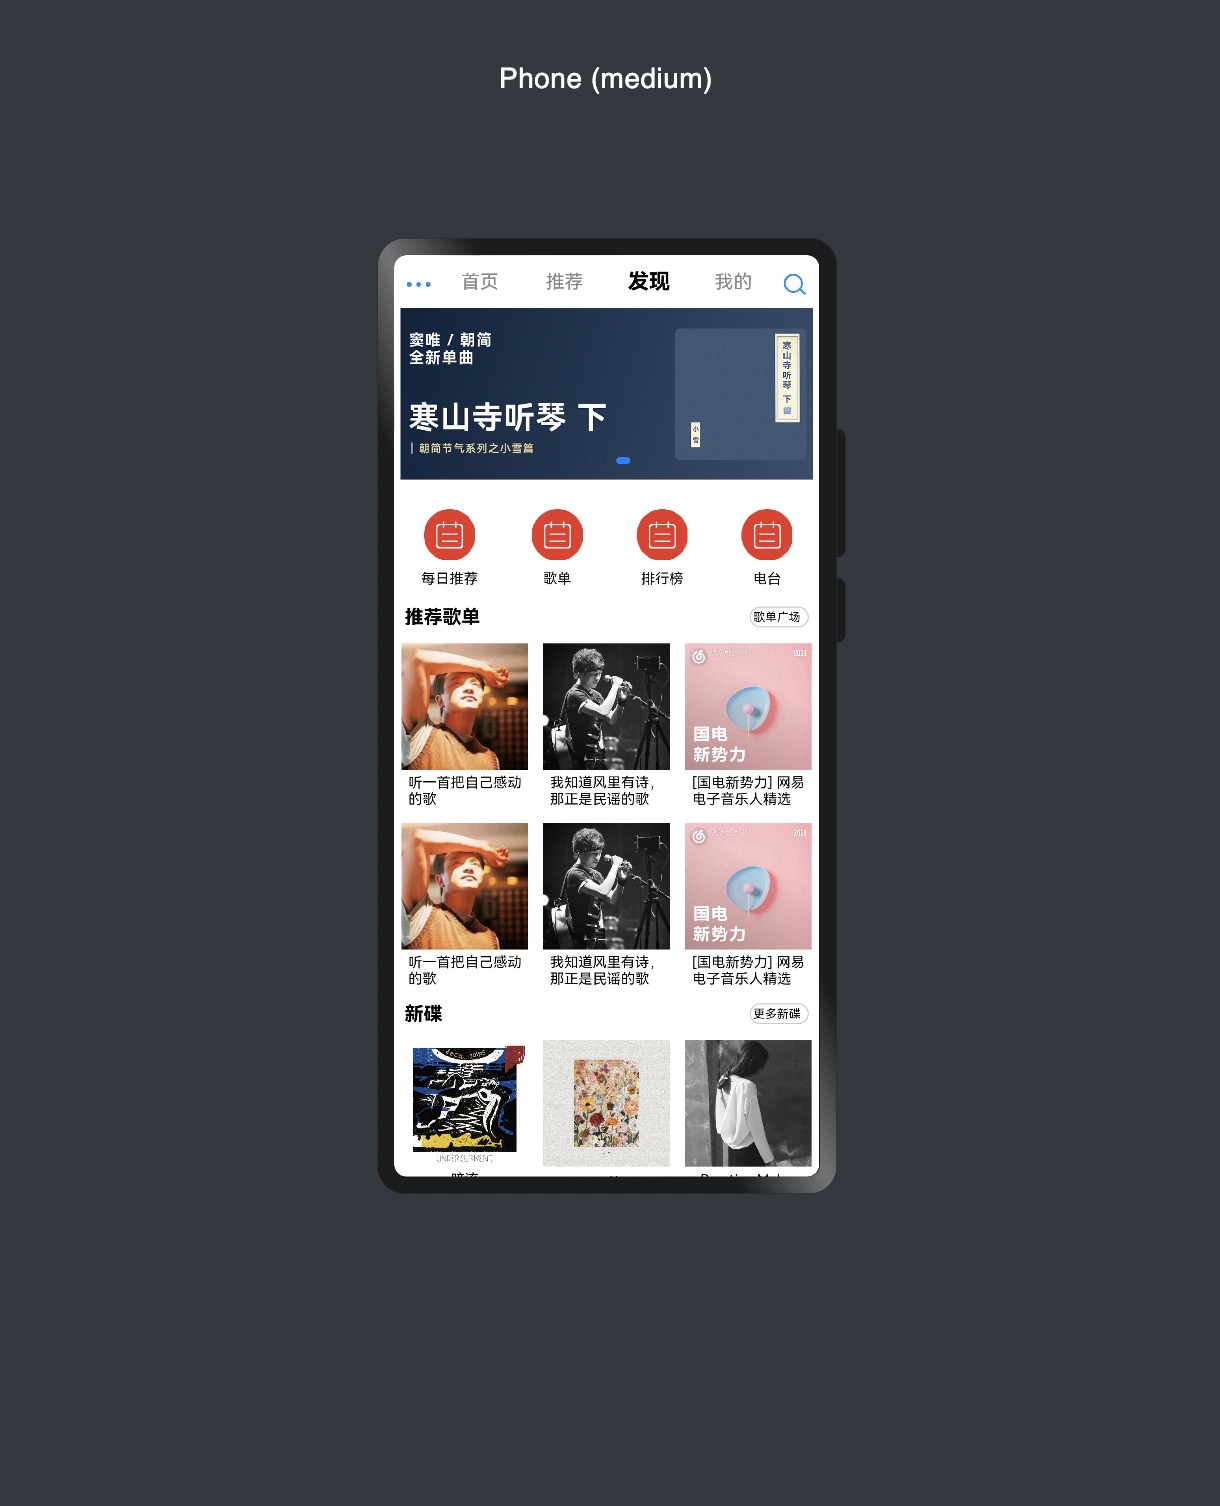 Phone (medium)
首页
推荐
发现
我的
窦唯 / 朝简
全新单曲
寒山寺听琴 下
朝简节气系列之小雪篇
寒山寺听琴 下
小雪
每日推荐
歌单
排行榜
电台
推荐歌单
歌单广场
2021
国电
新势力
听一首把自己感动
的歌
我知道风里有诗，
那正是民谣的歌
[国电新势力] 网易
电子音乐人精选
2021
国电
新势力
听一首把自己感动
的歌
我知道风里有诗，
那正是民谣的歌
[国电新势力] 网易
电子音乐人精选
新碟
更多新碟
UNDERCURRENT